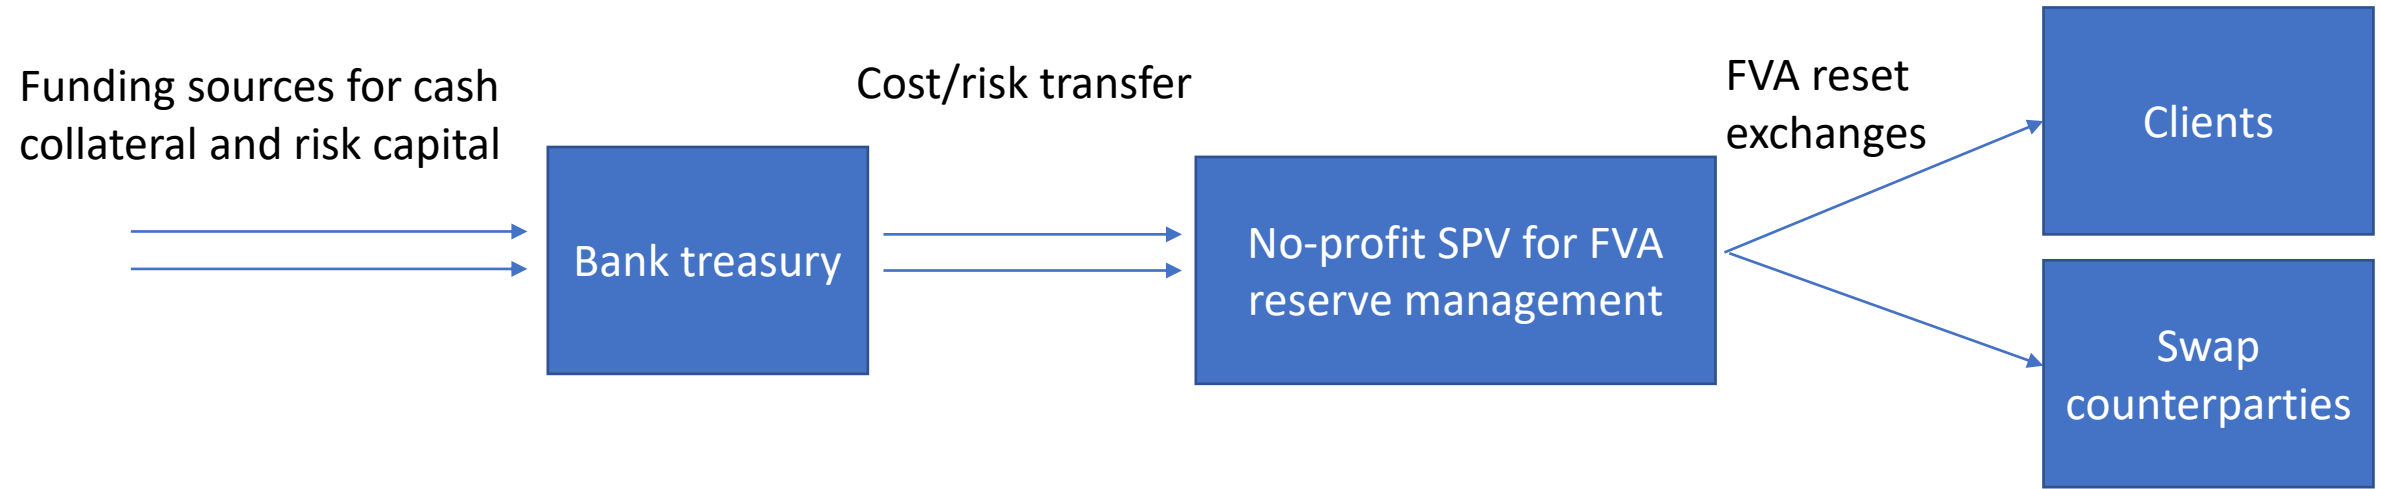 Funding sources for cash
collateral and risk capital
Bank treasury
Cost/risk transfer
No-profit SPV for FVA
reserve management
FVA reset
exchanges
Clients
Swap
counterparties